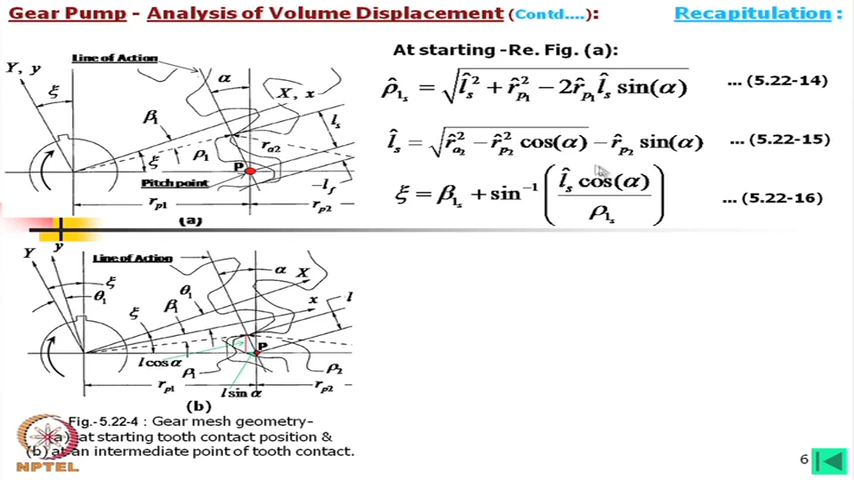 Gear Pump - Analysis of Volume Displacement (Contd....): Recapitulation :
At starting -Re. Fig. (a):
ρ̂₁ₛ = √(l̂ₛ² + r̂ₚ₁² − 2r̂ₚ₁ l̂ₛ sin(α)) ... (5.22-14)
l̂ₛ = √(r̂ₐ₂² − r̂ₚ₂² cos(α)) − r̂ₚ₂ sin(α) ... (5.22-15)
ξ = β₁ₛ + sin⁻¹(l̂ₛ cos(α) / ρ₁ₛ) ... (5.22-16)
Line of Action
Y, y
ξ
α
X, x
β₁
lₛ
ρ₁
rₐ₂
ξ
P
Pitch point
−l_f
rₚ₁
rₚ₂
(a)
Y
y
Line of Action
ξ
θ₁
α
X
θ₁
x
l
ξ
β₁
P
l cos α
ρ₁
ρ₂
rₚ₁
l sin α
rₚ₂
(b)
Fig-5.22-4 : Gear mesh geometry-
(a) at starting tooth contact position &
(b) at an intermediate point of tooth contact.
NPTEL
6